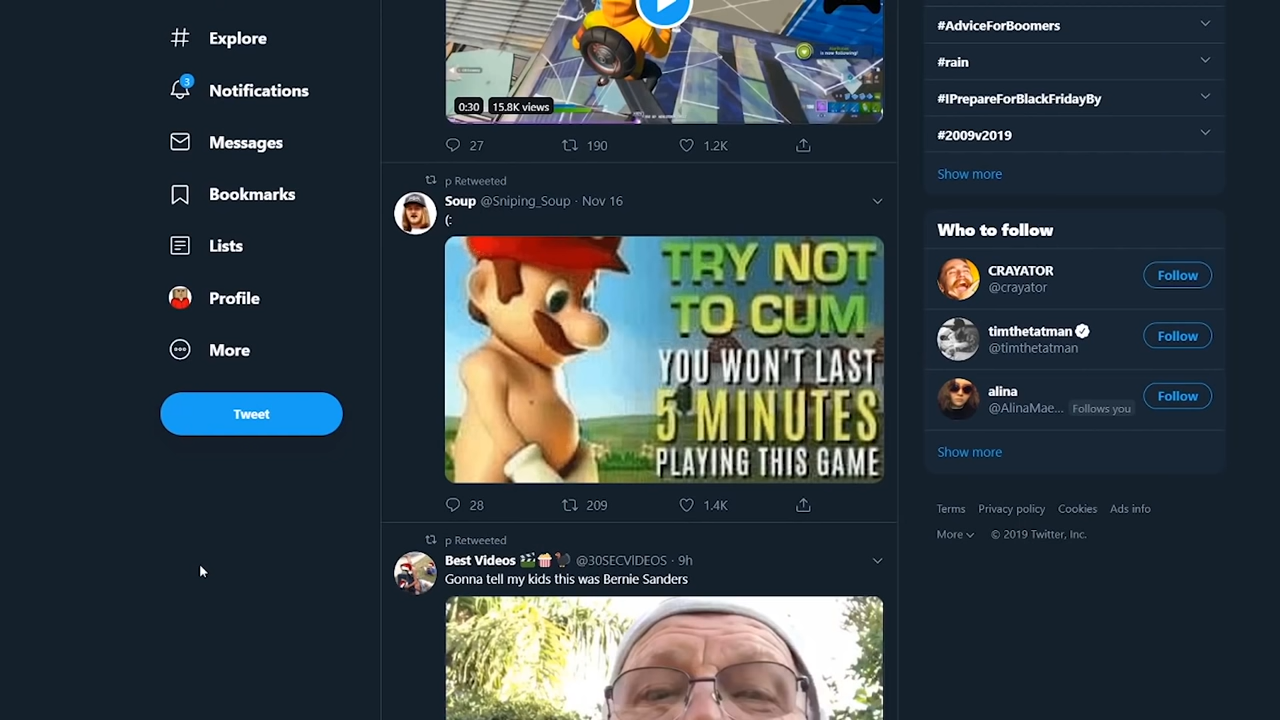 Explore
3
Notifications
Messages
Bookmarks
Lists
Profile
More
Tweet
0:30
15.8K views
27
190
1.2K
p Retweeted
Soup @Sniping_Soup · Nov 16
(:
TRY NOT
TO CUM
YOU WON'T LAST
5 MINUTES
PLAYING THIS GAME
28
209
1.4K
p Retweeted
Best Videos @30SECVIDEOS · 9h
Gonna tell my kids this was Bernie Sanders
#AdviceForBoomers
#rain
#IPrepareForBlackFridayBy
#2009v2019
Show more
Who to follow
CRAYATOR
@crayator
Follow
timthetatman
@timthetatman
Follow
alina
@AlinaMae... Follows you
Follow
Show more
Terms Privacy policy Cookies Ads info
More © 2019 Twitter, Inc.